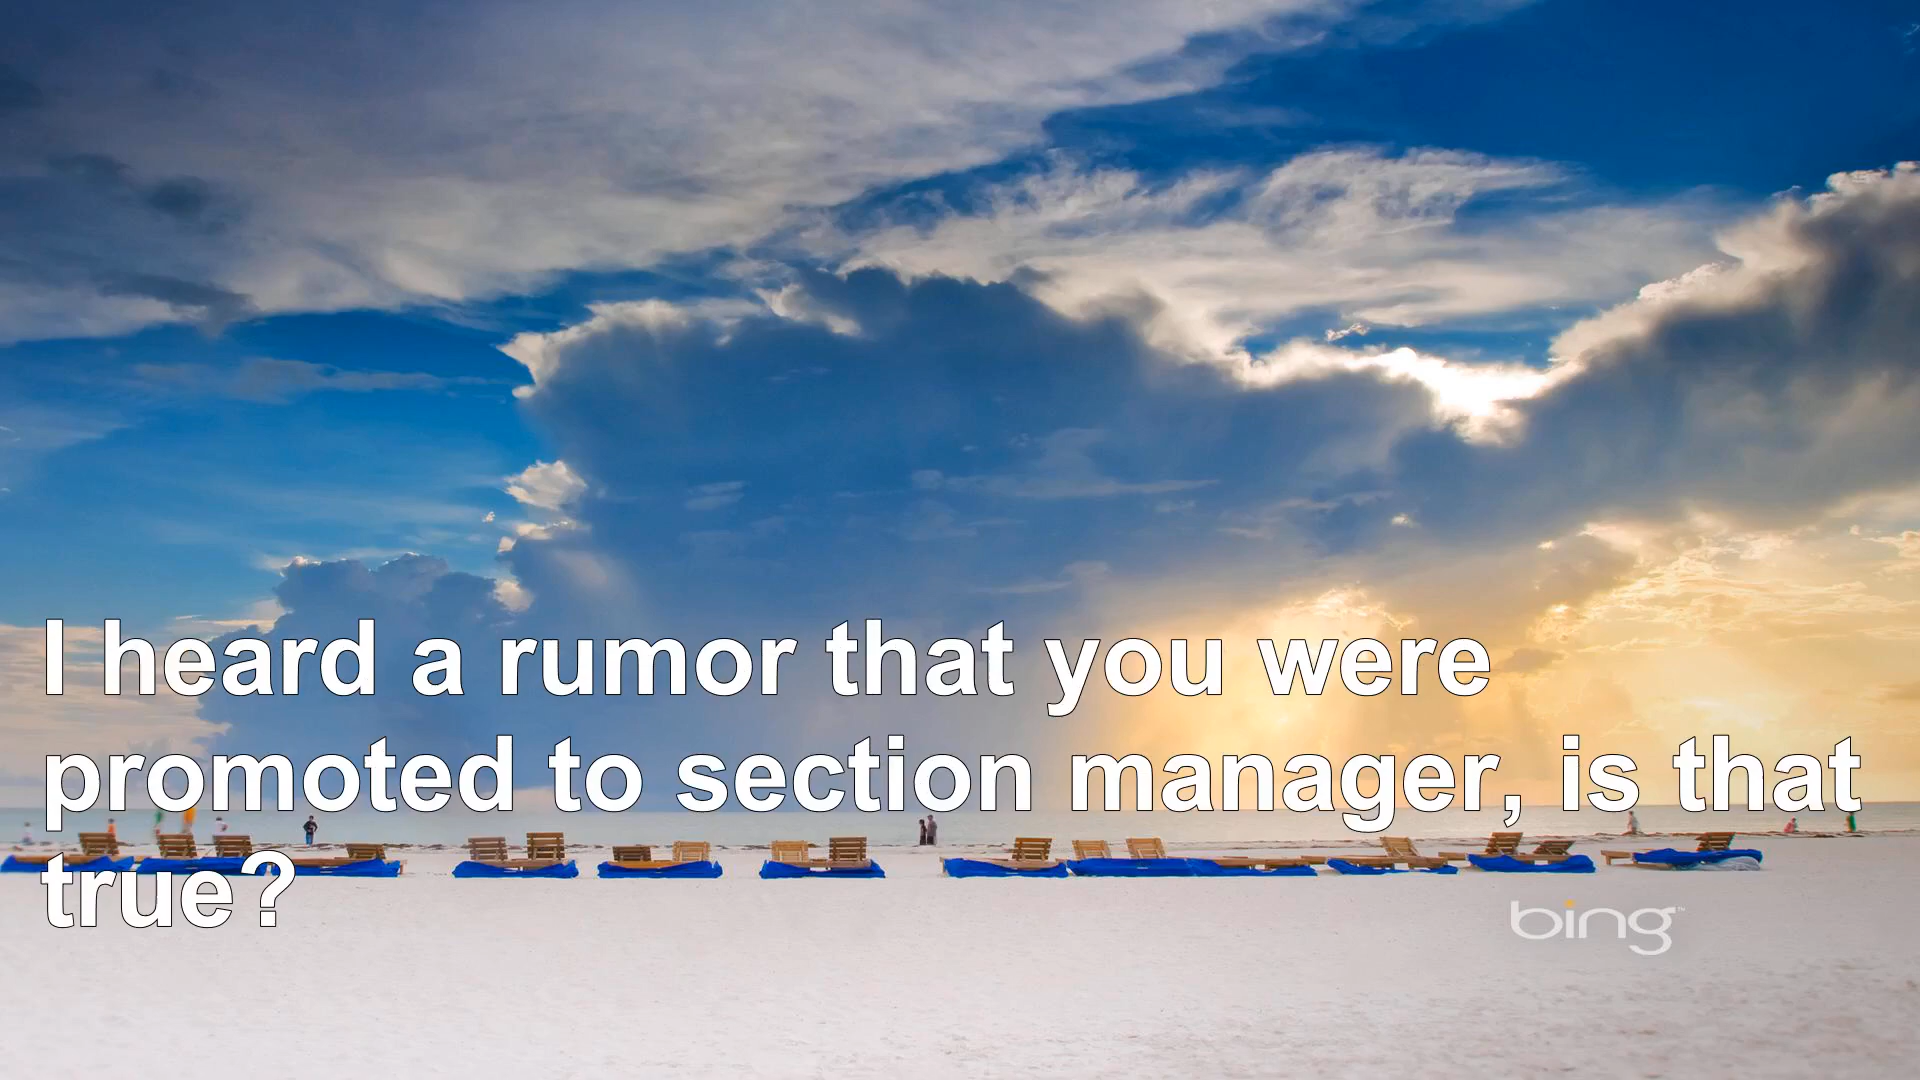 I heard a rumor that you were
promoted to section manager, is that
true?
bing